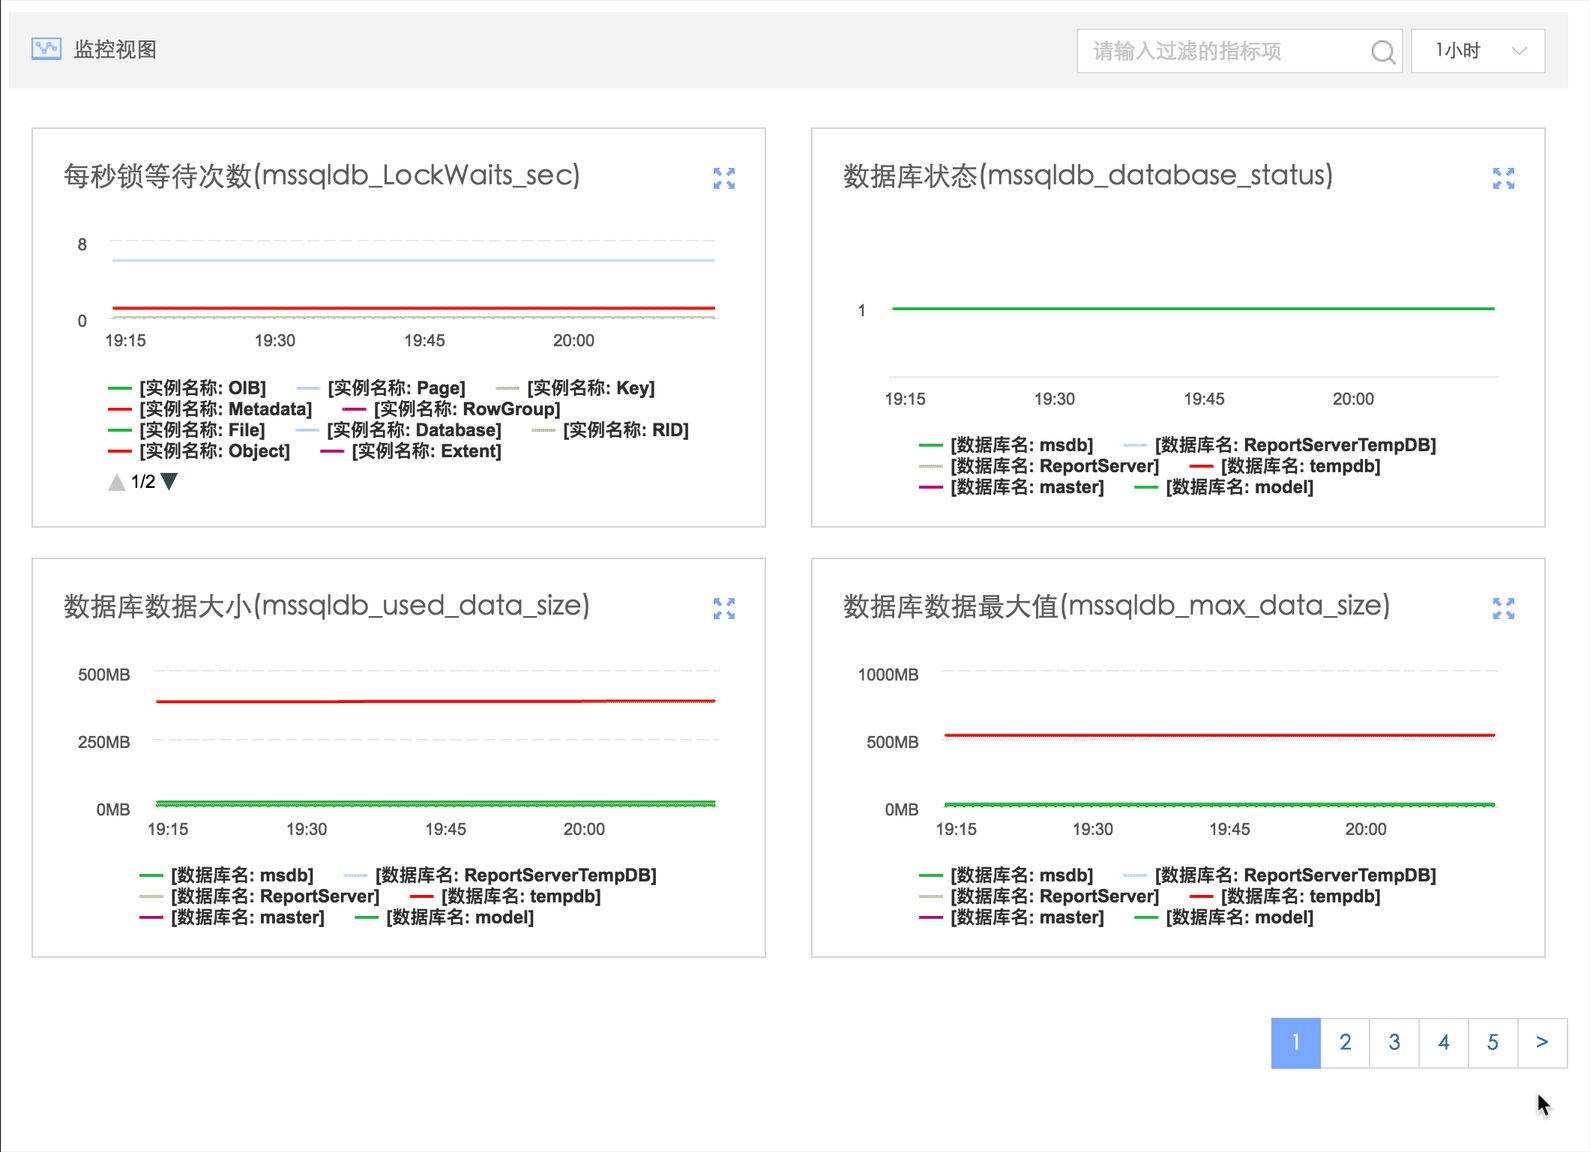 监控视图
请输入过滤的指标项
1小时
每秒锁等待次数(mssqldb_LockWaits_sec)
8
0
19:15 19:30 19:45 20:00
[实例名称: OIB] [实例名称: Page] [实例名称: Key]
[实例名称: Metadata] [实例名称: RowGroup]
[实例名称: File] [实例名称: Database] [实例名称: RID]
[实例名称: Object] [实例名称: Extent]
1/2
数据库状态(mssqldb_database_status)
1
19:15 19:30 19:45 20:00
[数据库名: msdb] [数据库名: ReportServerTempDB]
[数据库名: ReportServer] [数据库名: tempdb]
[数据库名: master] [数据库名: model]
数据库数据大小(mssqldb_used_data_size)
500MB
250MB
0MB
19:15 19:30 19:45 20:00
[数据库名: msdb] [数据库名: ReportServerTempDB]
[数据库名: ReportServer] [数据库名: tempdb]
[数据库名: master] [数据库名: model]
数据库数据最大值(mssqldb_max_data_size)
1000MB
500MB
0MB
19:15 19:30 19:45 20:00
[数据库名: msdb] [数据库名: ReportServerTempDB]
[数据库名: ReportServer] [数据库名: tempdb]
[数据库名: master] [数据库名: model]
1 2 3 4 5 >